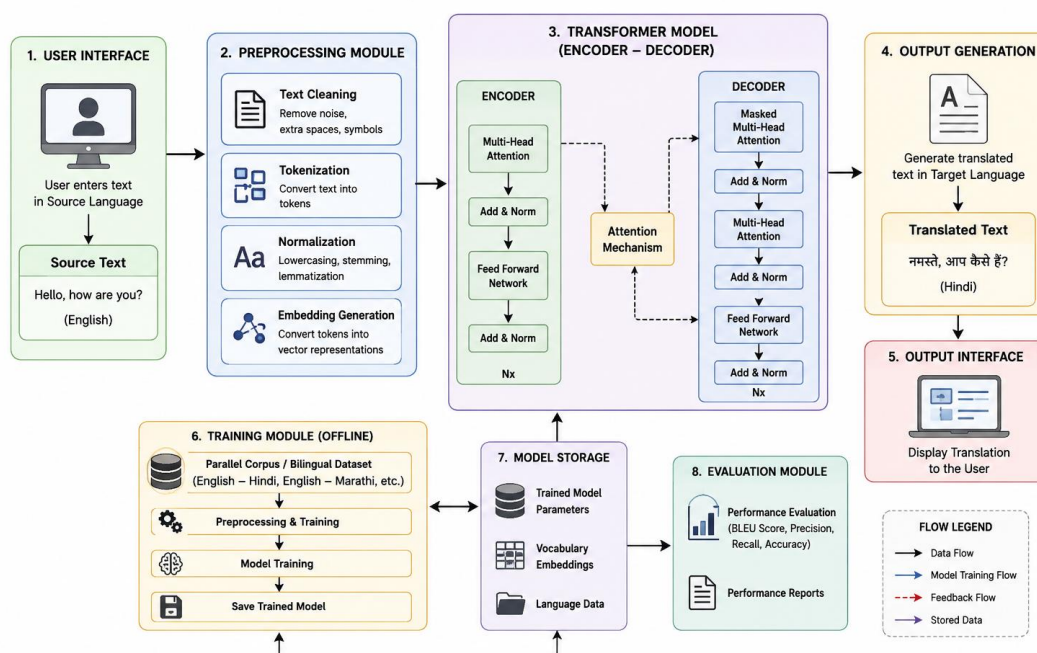 1. USER INTERFACE
User enters text
in Source Language
Source Text
Hello, how are you?
(English)
2. PREPROCESSING MODULE
Text Cleaning
Remove noise,
extra spaces, symbols
Tokenization
Convert text into
tokens
Aa
Normalization
Lowercasing, stemming,
lemmatization
Embedding Generation
Convert tokens into
vector representations
3. TRANSFORMER MODEL
(ENCODER – DECODER)
ENCODER
Multi-Head
Attention
Add & Norm
Feed Forward
Network
Add & Norm
Nx
Attention
Mechanism
DECODER
Masked
Multi-Head
Attention
Add & Norm
Multi-Head
Attention
Add & Norm
Feed Forward
Network
Add & Norm
Nx
4. OUTPUT GENERATION
A
Generate translated
text in Target Language
Translated Text
नमस्ते, आप कैसे हैं?
(Hindi)
5. OUTPUT INTERFACE
Display Translation
to the User
6. TRAINING MODULE (OFFLINE)
Parallel Corpus / Bilingual Dataset
(English – Hindi, English – Marathi, etc.)
Preprocessing & Training
Model Training
Save Trained Model
7. MODEL STORAGE
Trained Model
Parameters
Vocabulary
Embeddings
Language Data
8. EVALUATION MODULE
Performance Evaluation
(BLEU Score, Precision,
Recall, Accuracy)
Performance Reports
FLOW LEGEND
Data Flow
Model Training Flow
Feedback Flow
Stored Data